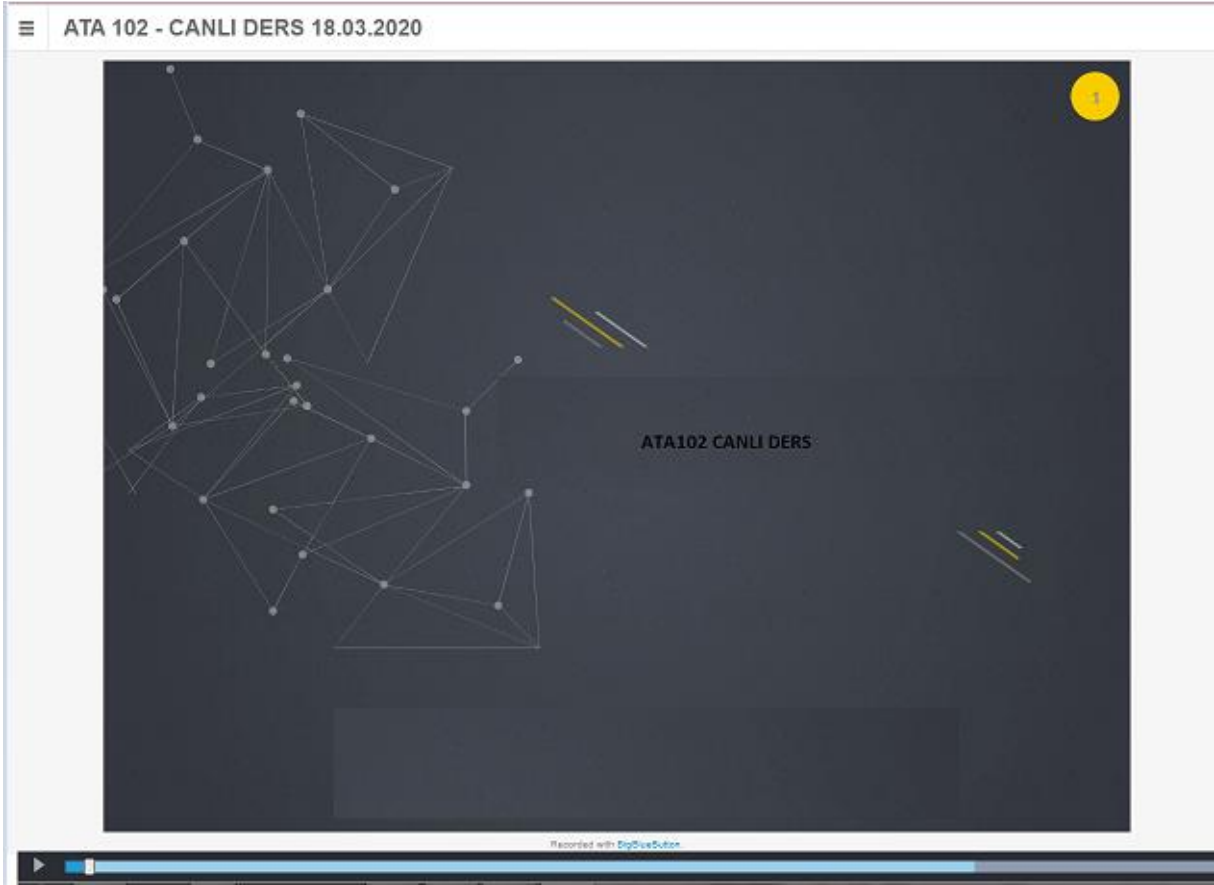 ATA 102 - CANLI DERS 18.03.2020
1
ATA102 CANLI DERS
Recorded with BigBlueButton.